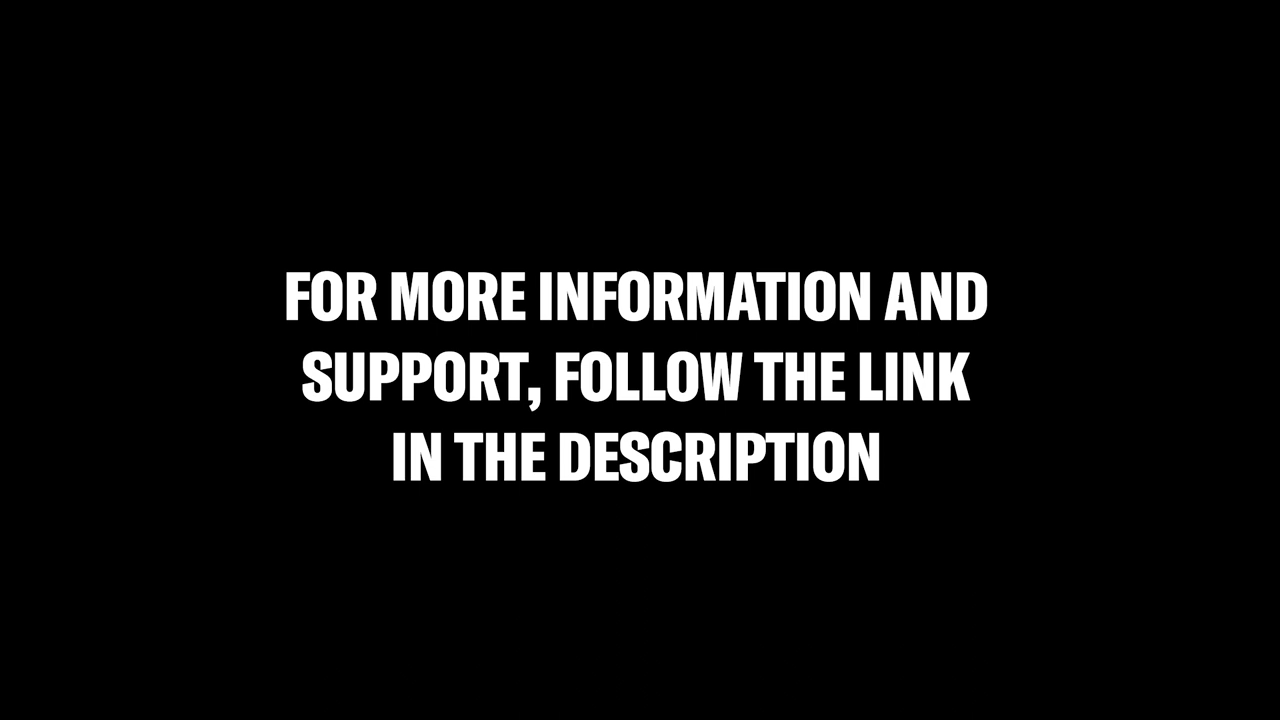 FOR MORE INFORMATION AND
SUPPORT, FOLLOW THE LINK
IN THE DESCRIPTION